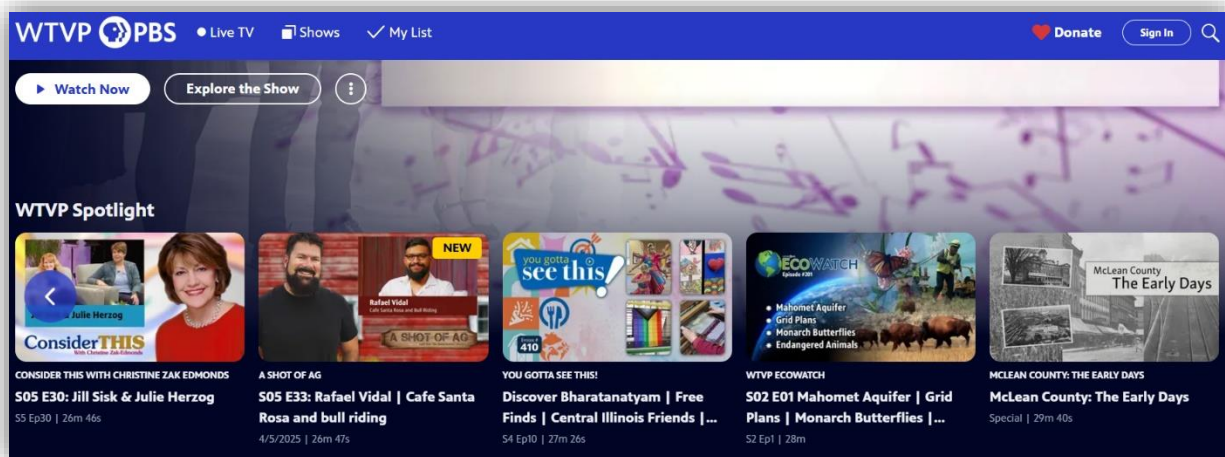 WTVP PBS Live TV Shows My List Donate Sign In
Watch Now Explore the Show
WTVP Spotlight
& Julie Herzog
ConsiderTHIS
With Christine Zak-Edmonds
CONSIDER THIS WITH CHRISTINE ZAK EDMONDS
S05 E30: Jill Sisk & Julie Herzog
S5 Ep30 | 26m 46s
NEW
Rafael Vidal
Cafe Santa Rosa and Bull Riding
A SHOT OF AG
A SHOT OF AG
S05 E33: Rafael Vidal | Cafe Santa
Rosa and bull riding
4/5/2025 | 26m 47s
you gotta
see this!
Episode #
410
YOU GOTTA SEE THIS!
Discover Bharatanatyam | Free
Finds | Central Illinois Friends |...
S4 Ep10 | 27m 26s
ECOWATCH
Episode #201
• Mahomet Aquifer
• Grid Plans
• Monarch Butterflies
• Endangered Animals
WTVP ECOWATCH
S02 E01 Mahomet Aquifer | Grid
Plans | Monarch Butterflies |...
S2 Ep1 | 28m
McLean County
The Early Days
MCLEAN COUNTY: THE EARLY DAYS
McLean County: The Early Days
Special | 29m 40s